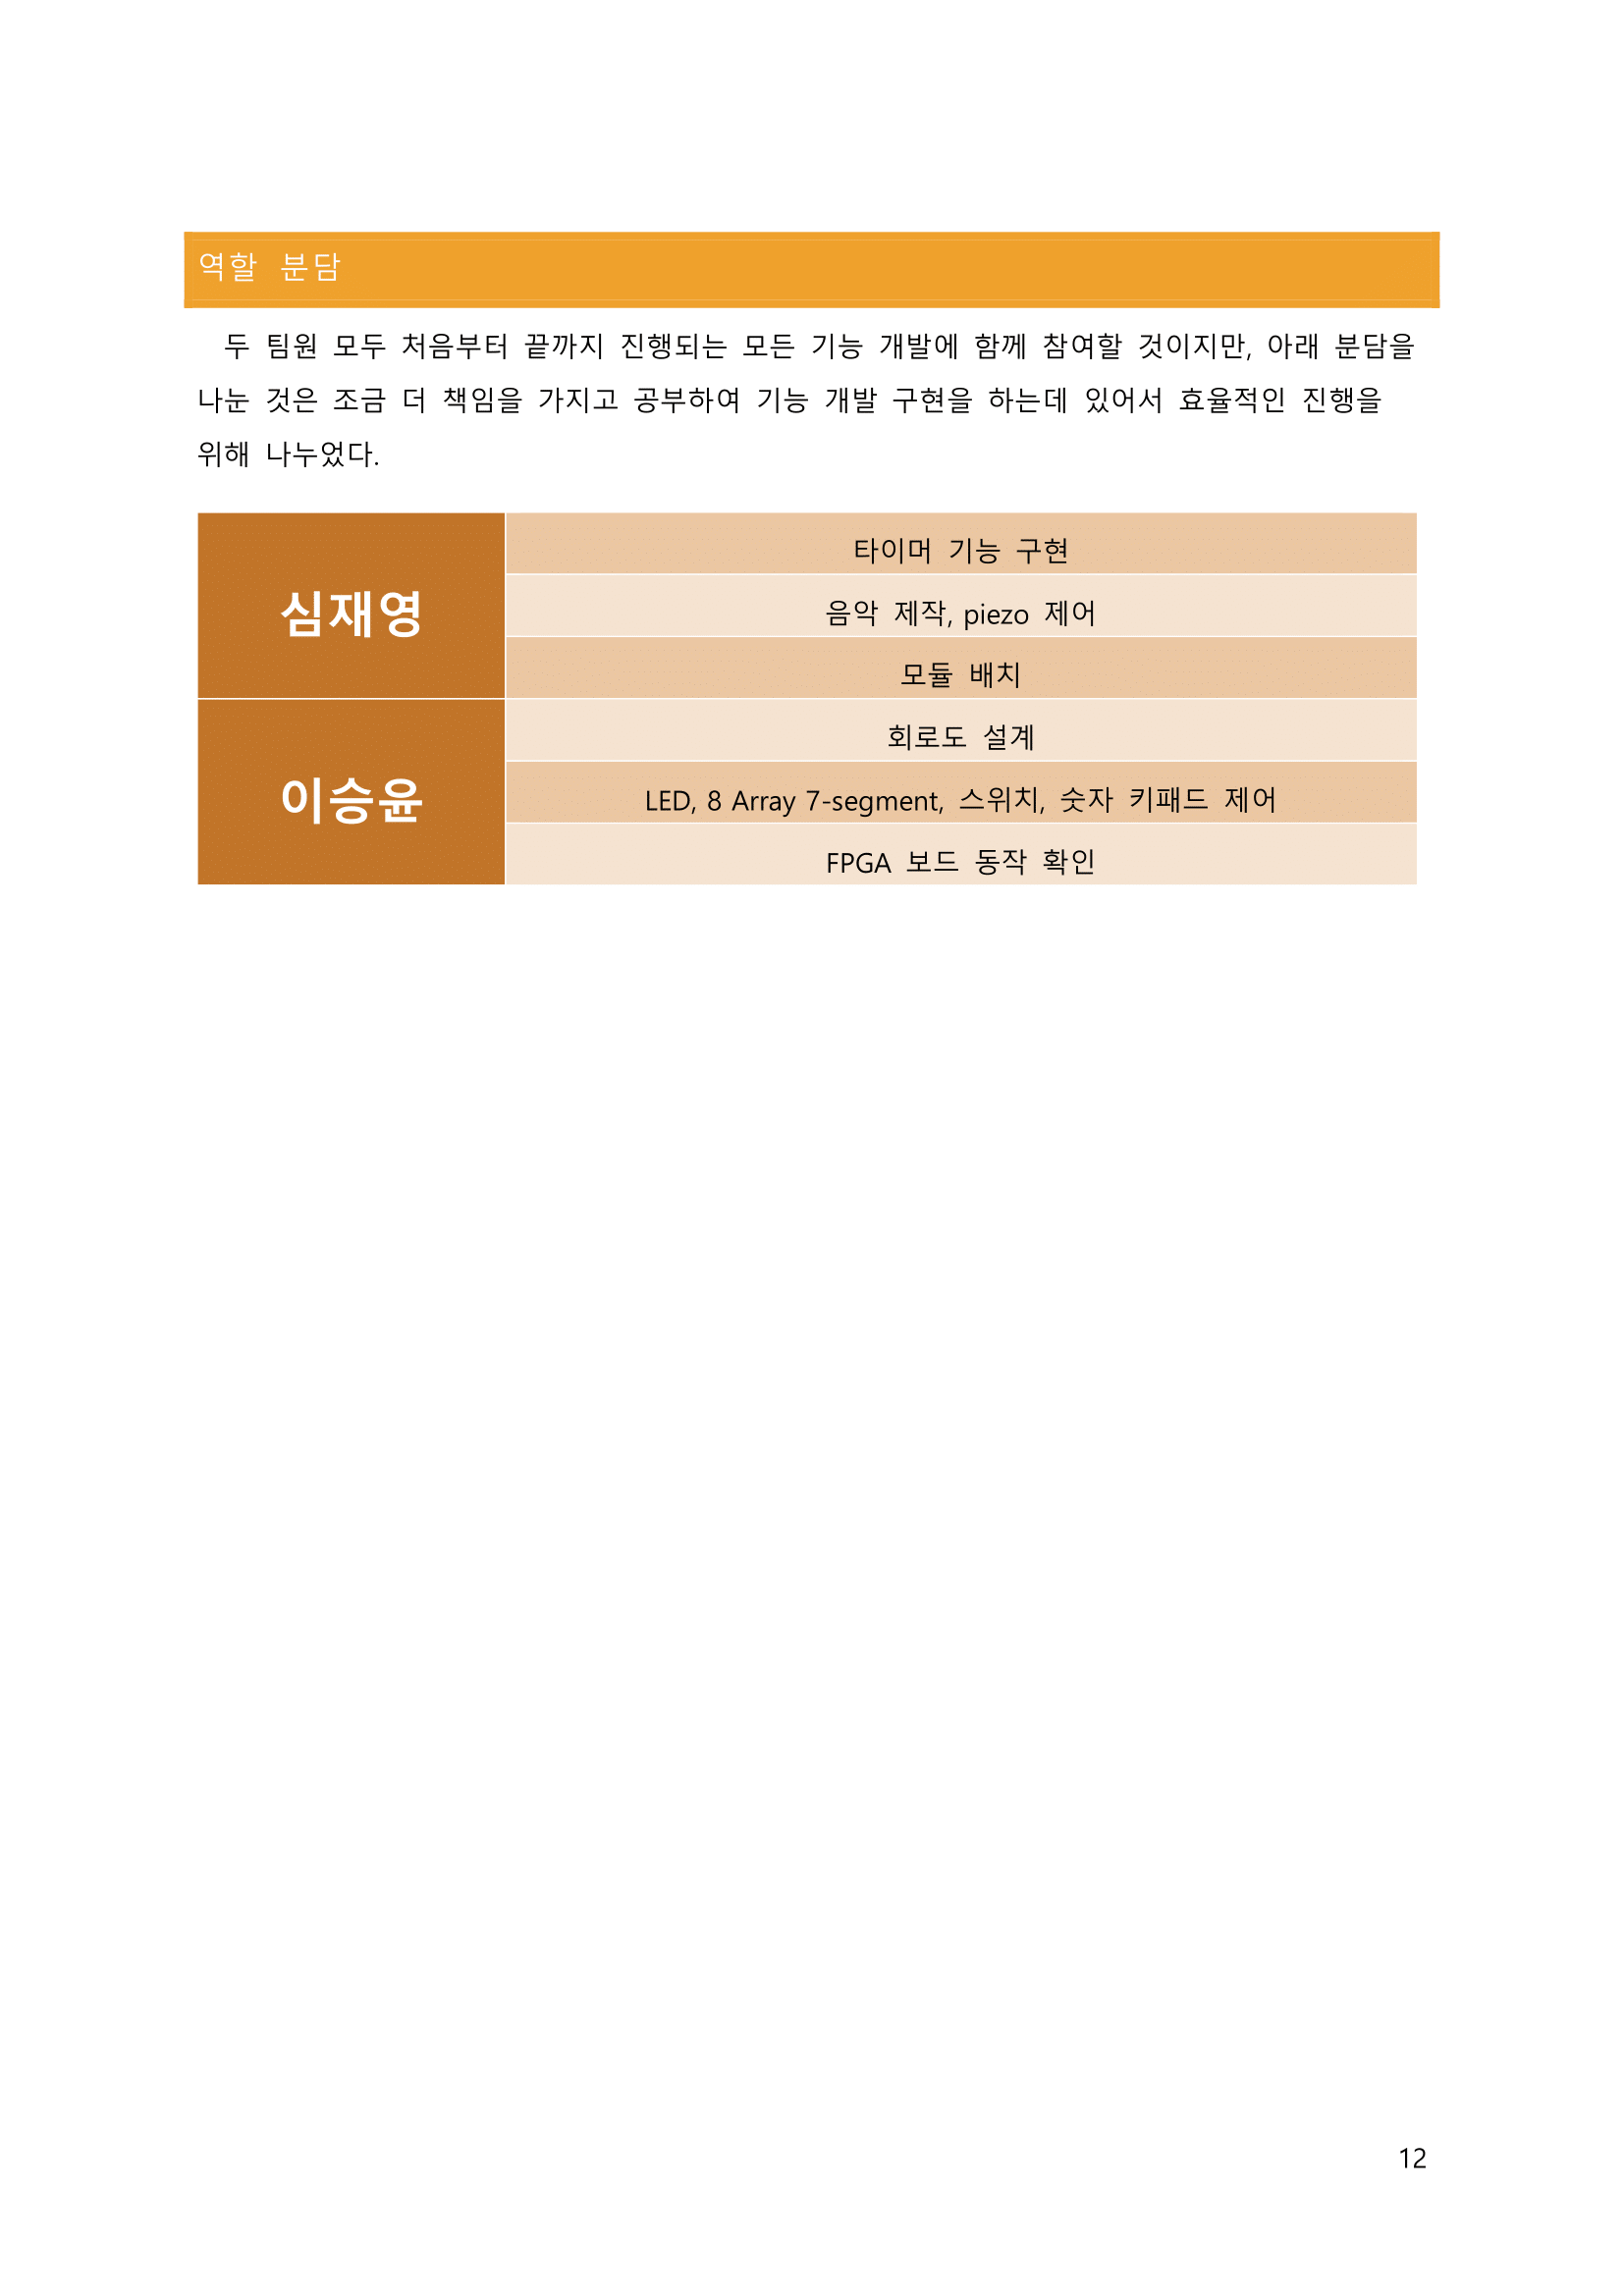 역할 분담
두 팀원 모두 처음부터 끝까지 진행되는 모든 기능 개발에 함께 참여할 것이지만, 아래 분담을
나눈 것은 조금 더 책임을 가지고 공부하여 기능 개발 구현을 하는데 있어서 효율적인 진행을
위해 나누었다.
심재영
타이머 기능 구현
음악 제작, piezo 제어
모듈 배치
이승윤
회로도 설계
LED, 8 Array 7-segment, 스위치, 숫자 키패드 제어
FPGA 보드 동작 확인
12